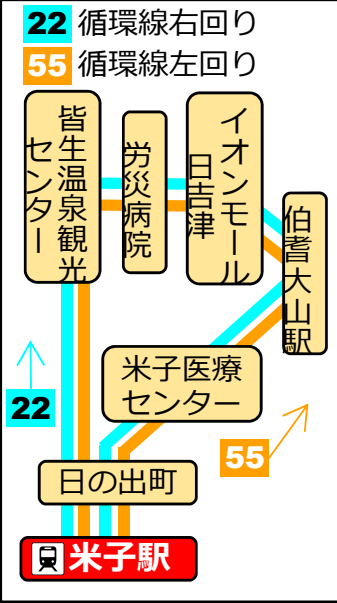 22 循環線右回り
55 循環線左回り
皆生温泉観光
センター
労災病院
イオンモール
日吉津
伯耆大山駅
22
米子医療
センター
55
日の出町
米子駅